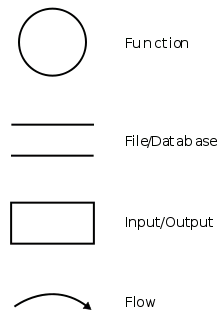 Function
File/Database
Input/Output
Flow